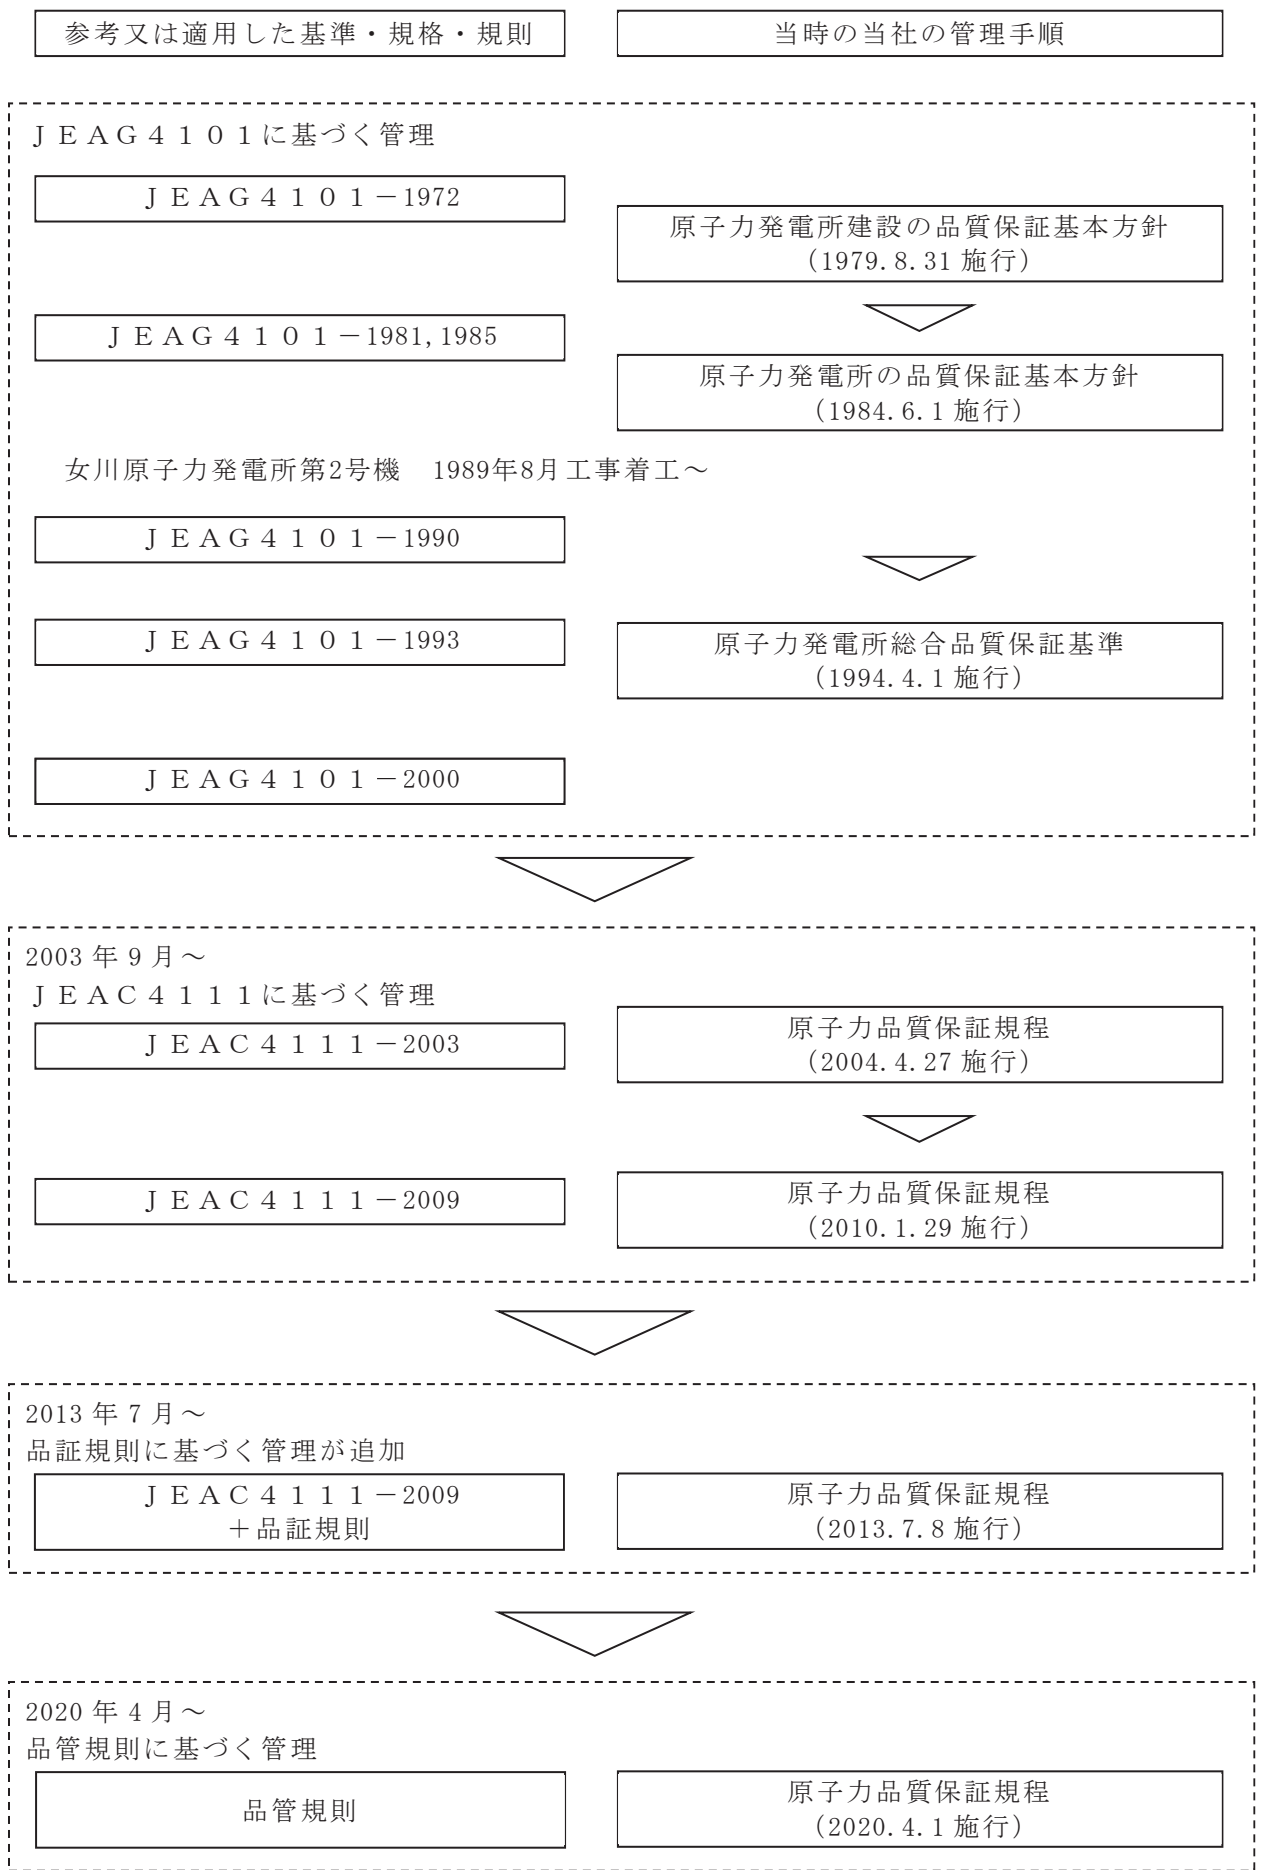 参考又は適用した基準・規格・規則
当時の当社の管理手順
ＪＥＡＧ４１０１に基づく管理
ＪＥＡＧ４１０１－1972
原子力発電所建設の品質保証基本方針
(1979.8.31 施行)
ＪＥＡＧ４１０１－1981,1985
原子力発電所の品質保証基本方針
(1984.6.1 施行)
女川原子力発電所第2号機　1989年8月工事着工～
ＪＥＡＧ４１０１－1990
ＪＥＡＧ４１０１－1993
原子力発電所総合品質保証基準
(1994.4.1 施行)
ＪＥＡＧ４１０１－2000
2003 年 9 月～
ＪＥＡＣ４１１１に基づく管理
ＪＥＡＣ４１１１－2003
原子力品質保証規程
(2004.4.27 施行)
ＪＥＡＣ４１１１－2009
原子力品質保証規程
(2010.1.29 施行)
2013 年 7 月～
品証規則に基づく管理が追加
ＪＥＡＣ４１１１－2009
＋品証規則
原子力品質保証規程
(2013.7.8 施行)
2020 年 4 月～
品管規則に基づく管理
品管規則
原子力品質保証規程
(2020.4.1 施行)